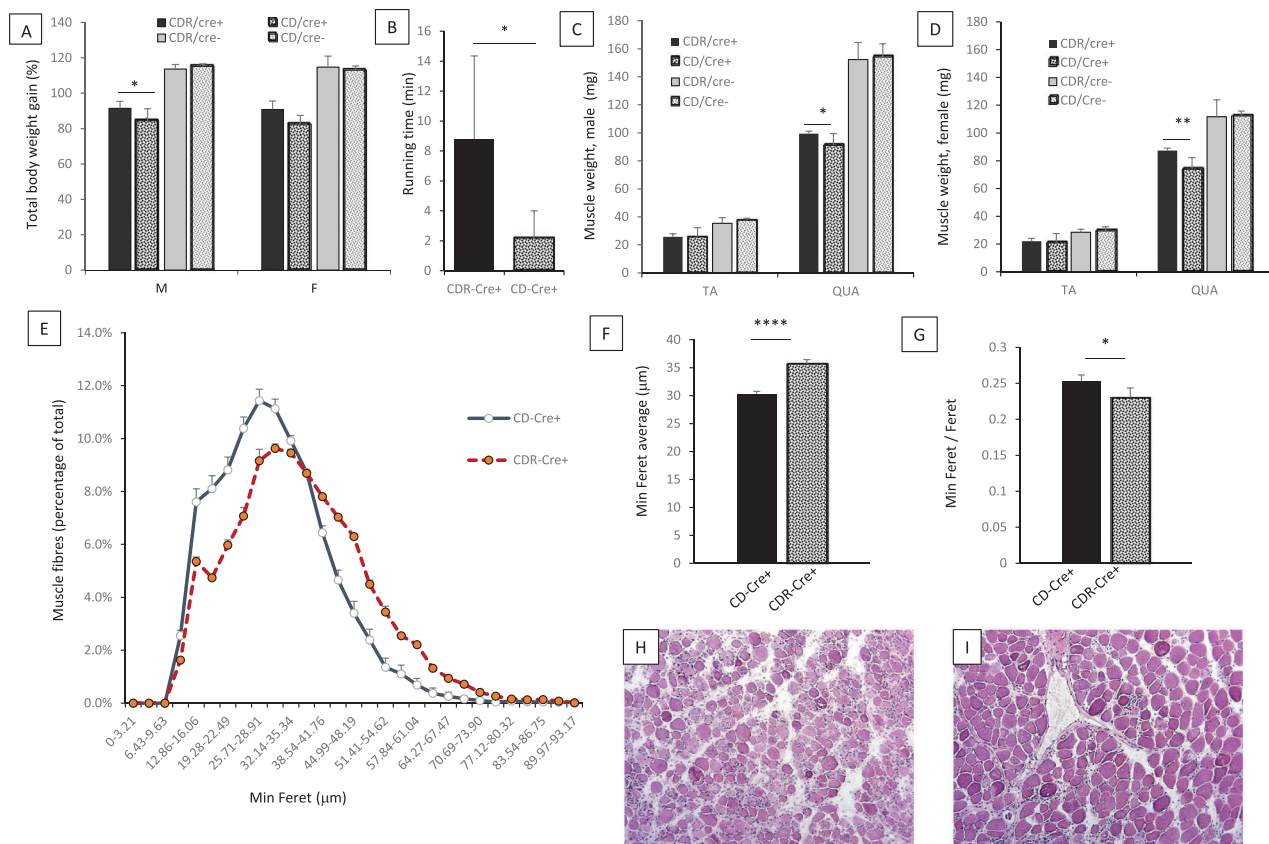 A
Total body weight gain (%)
140
120
100
80
60
40
20
0
CDR/cre+
CD/cre+
CDR/cre-
CD/cre-
*
M
F
B
Running time (min)
16
14
12
10
8
6
4
2
0
*
CDR-Cre+
CD-Cre+
C
Muscle weight, male (mg)
180
160
140
120
100
80
60
40
20
0
CDR/cre+
CD/Cre+
CDR/cre-
CD/Cre-
*
TA
QUA
D
Muscle weight, female (mg)
180
160
140
120
100
80
60
40
20
0
CDR/cre+
CD/Cre+
CDR/cre-
CD/Cre-
**
TA
QUA
E
Muscle fibres (percentage of total)
14.0%
12.0%
10.0%
8.0%
6.0%
4.0%
2.0%
0.0%
CD-Cre+
CDR-Cre+
0-3.21
6.43-9.63
12.86-16.06
19.28-22.49
25.71-28.91
32.14-35.34
38.54-41.76
44.99-48.19
51.41-54.62
57.84-61.04
64.27-67.47
70.69-73.90
77.12-80.32
83.54-86.75
89.97-93.17
Min Feret (μm)
F
Min Feret average (μm)
40
35
30
25
20
15
10
5
0
****
CD-Cre+
CDR-Cre+
G
Min Feret / Feret
0.3
0.25
0.2
0.15
0.1
0.05
0
*
CD-Cre+
CDR-Cre+
H
I